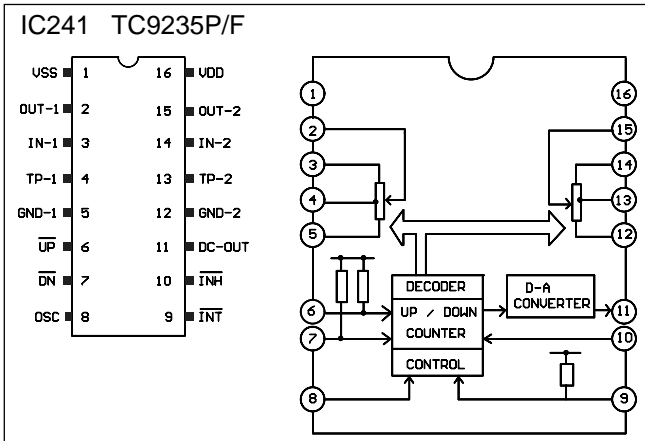 IC241 TC9235P/F
VSS 1 16 VDD
OUT-1 2 15 OUT-2
IN-1 3 14 IN-2
TP-1 4 13 TP-2
GND-1 5 12 GND-2
UP 6 11 DC-OUT
DN 7 10 INH
OSC 8 9 INT
1 16
2 15
3 14
4 13
5 12
DECODER
D-A
CONVERTER
6 UP / DOWN 11
COUNTER
7 10
CONTROL
8 9